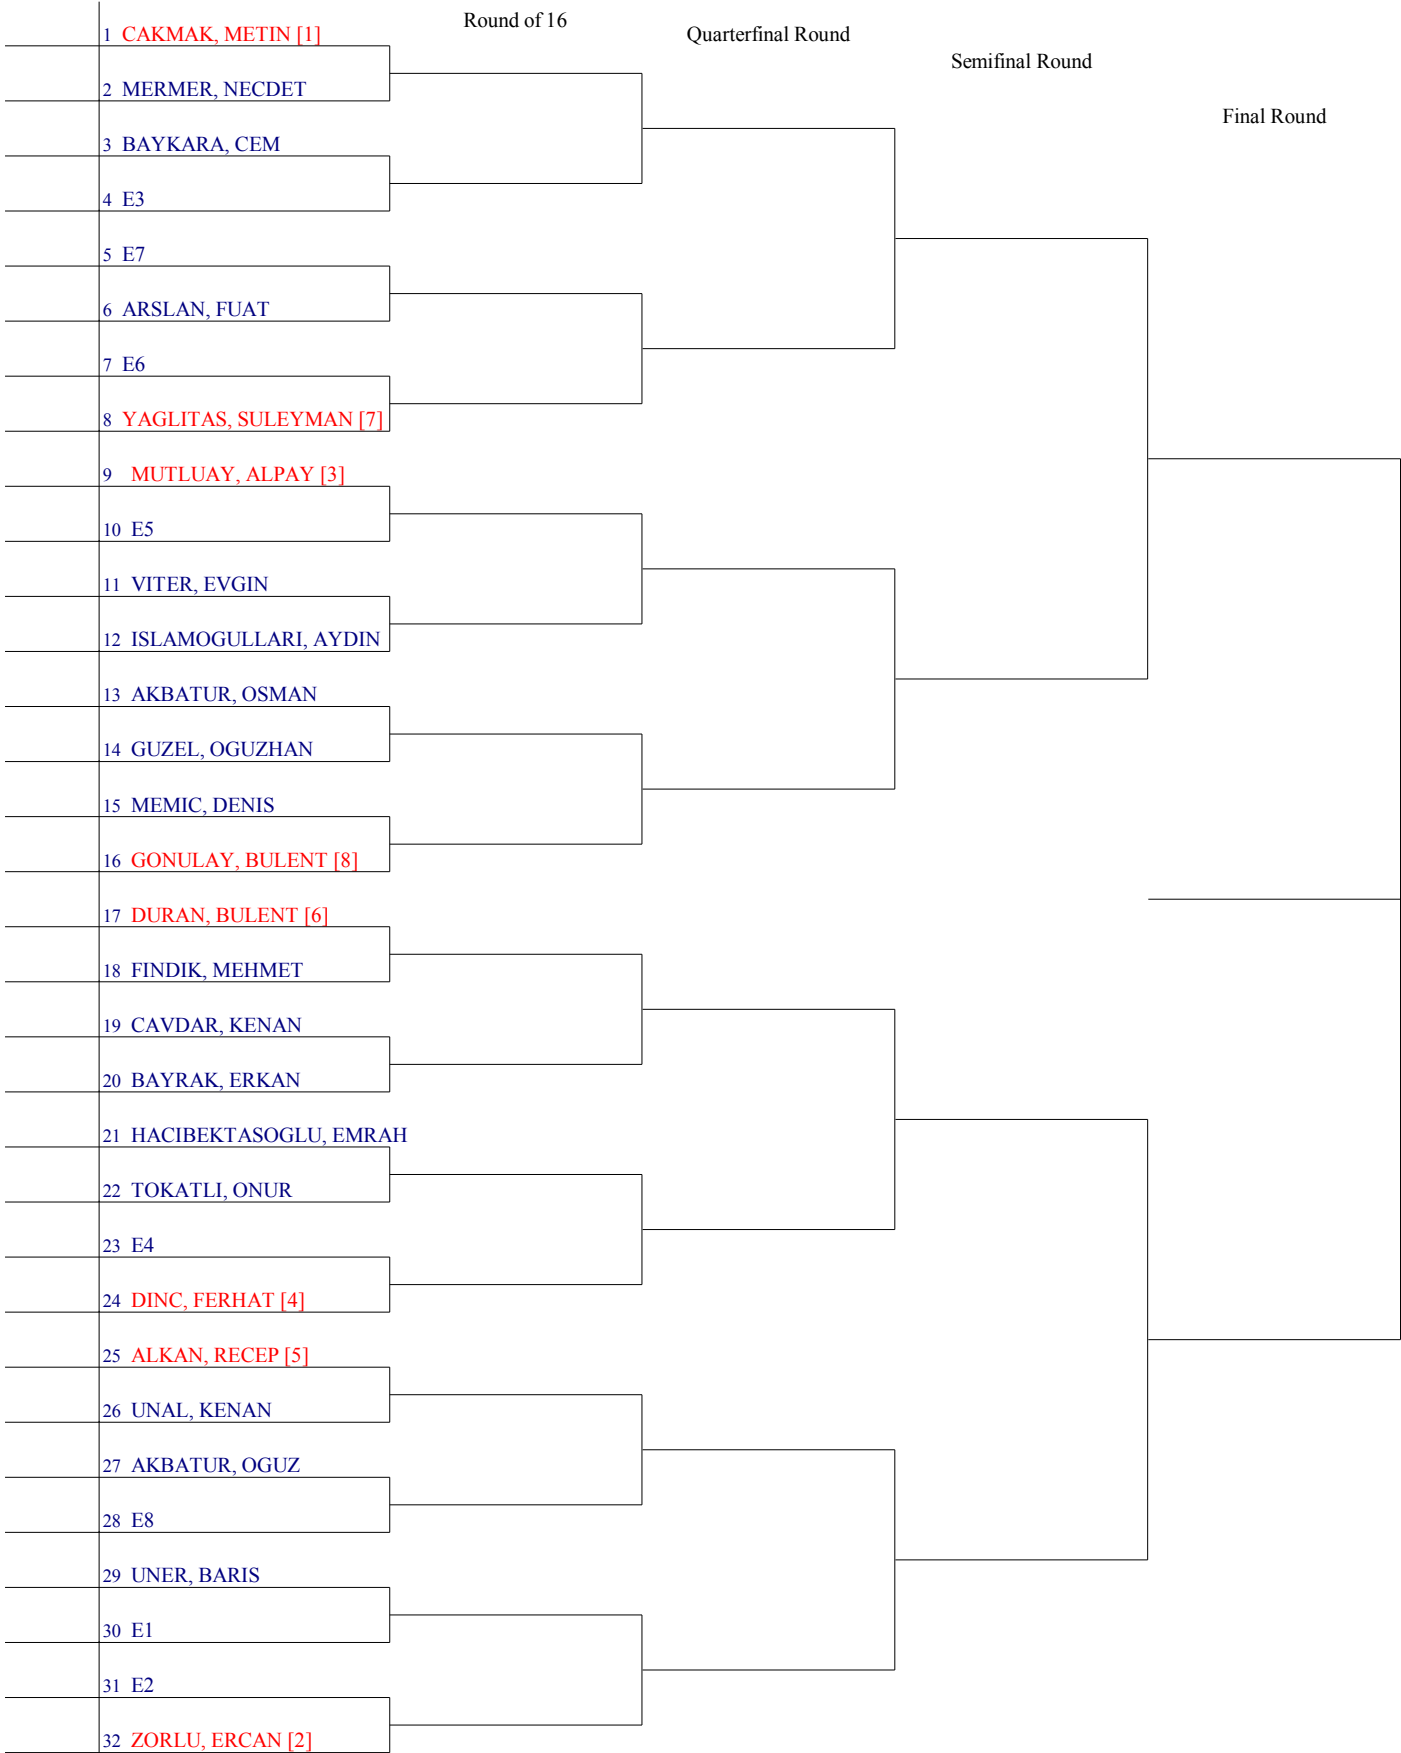 Round of 16
Quarterfinal Round
Semifinal Round
Final Round
1 CAKMAK, METIN [1]
2 MERMER, NECDET
3 BAYKARA, CEM
4 E3
5 E7
6 ARSLAN, FUAT
7 E6
8 YAGLITAS, SULEYMAN [7]
9 MUTLUAY, ALPAY [3]
10 E5
11 VITER, EVGIN
12 ISLAMOGULLARI, AYDIN
13 AKBATUR, OSMAN
14 GUZEL, OGUZHAN
15 MEMIC, DENIS
16 GONULAY, BULENT [8]
17 DURAN, BULENT [6]
18 FINDIK, MEHMET
19 CAVDAR, KENAN
20 BAYRAK, ERKAN
21 HACIBEKTASOGLU, EMRAH
22 TOKATLI, ONUR
23 E4
24 DINC, FERHAT [4]
25 ALKAN, RECEP [5]
26 UNAL, KENAN
27 AKBATUR, OGUZ
28 E8
29 UNER, BARIS
30 E1
31 E2
32 ZORLU, ERCAN [2]